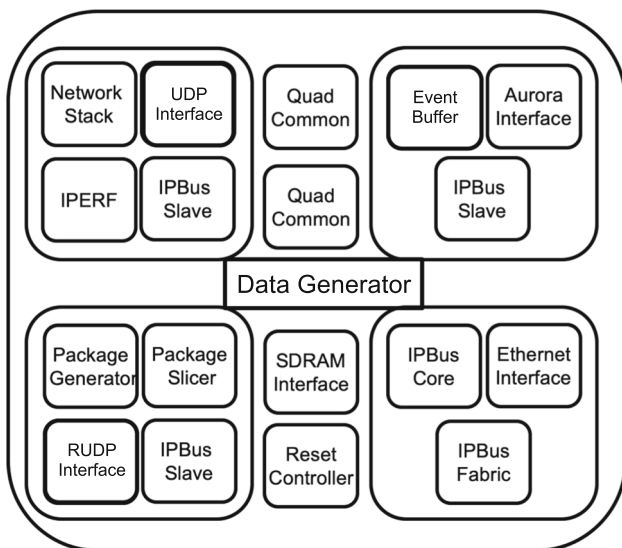 Network
Stack
UDP
Interface
Quad
Common
Event
Buffer
Aurora
Interface
IPERF
IPBus
Slave
Quad
Common
IPBus
Slave
Data Generator
Package
Generator
Package
Slicer
SDRAM
Interface
IPBus
Core
Ethernet
Interface
RUDP
Interface
IPBus
Slave
Reset
Controller
IPBus
Fabric